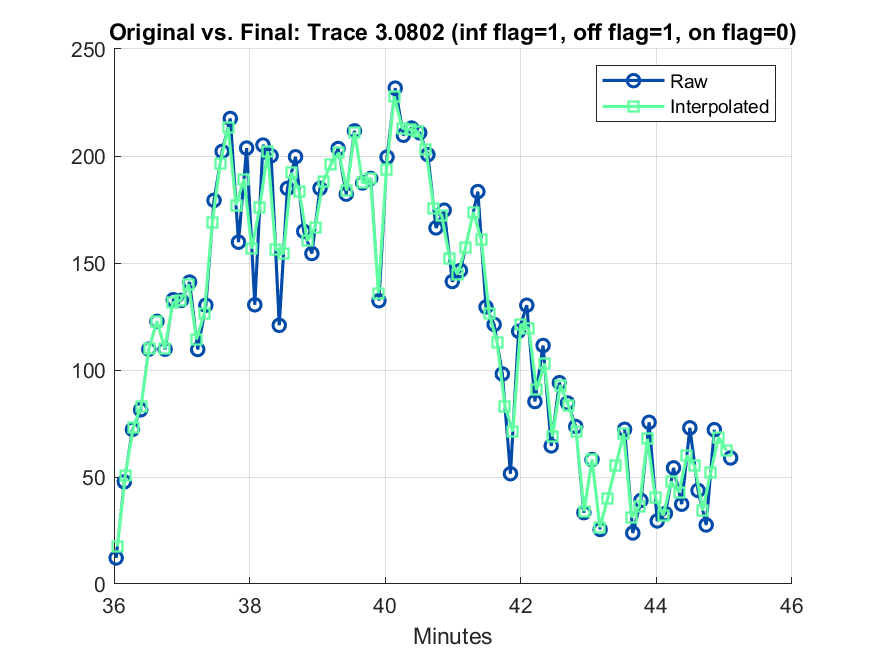 Original vs. Final: Trace 3.0802 (inf flag=1, off flag=1, on flag=0)
250
200
150
100
50
0
Raw
Interpolated
36 38 40 42 44 46
Minutes